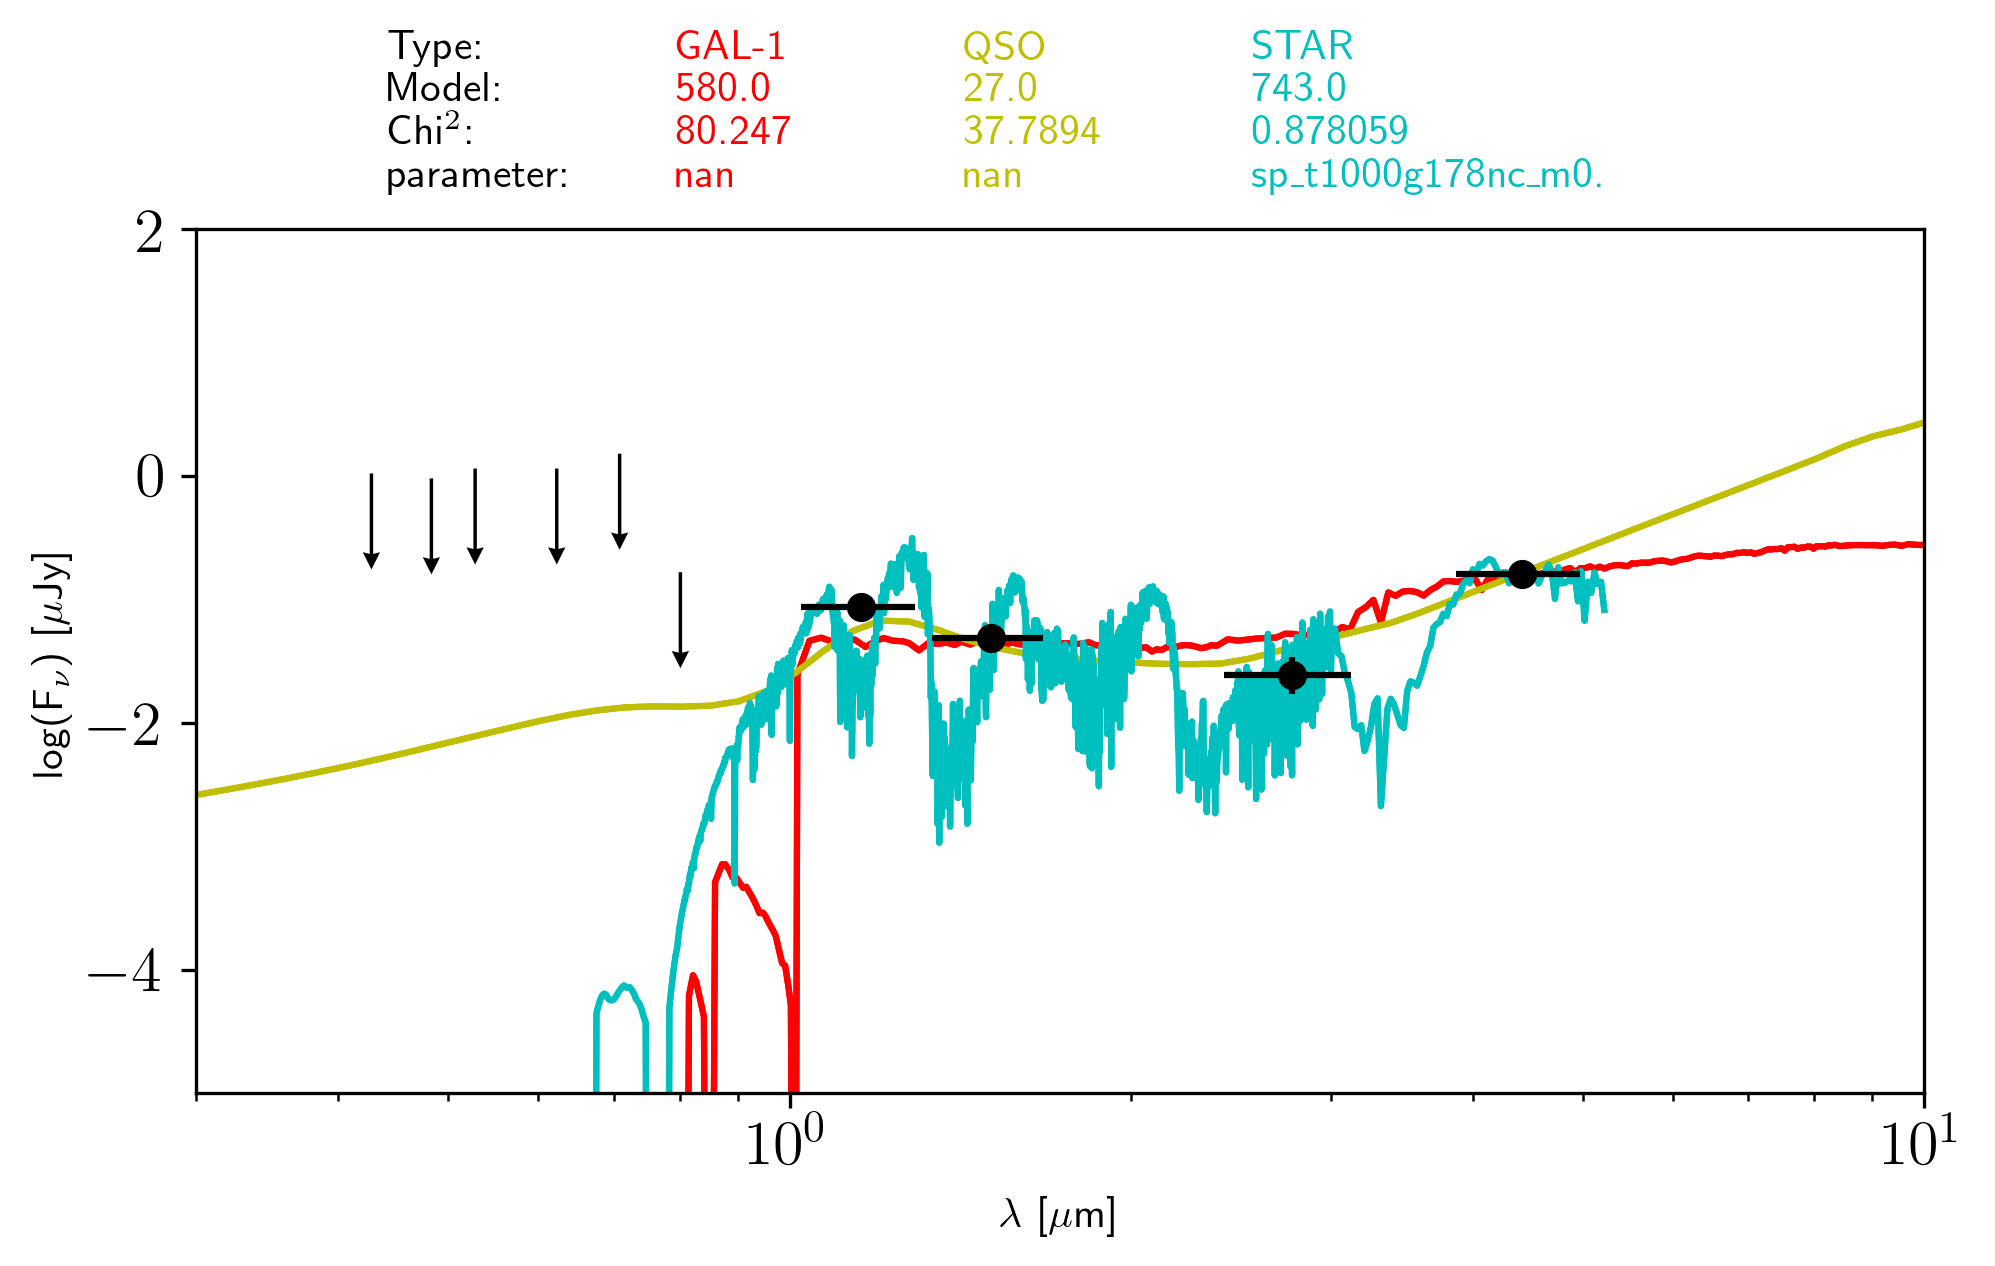 Type: GAL-1 QSO STAR
Model: 580.0 27.0 743.0
Chi²: 80.247 37.7894 0.878059
parameter: nan nan sp_t1000g178nc_m0.
2
0
−2
−4
log(Fν) [μJy]
10⁰ 10¹
λ [μm]